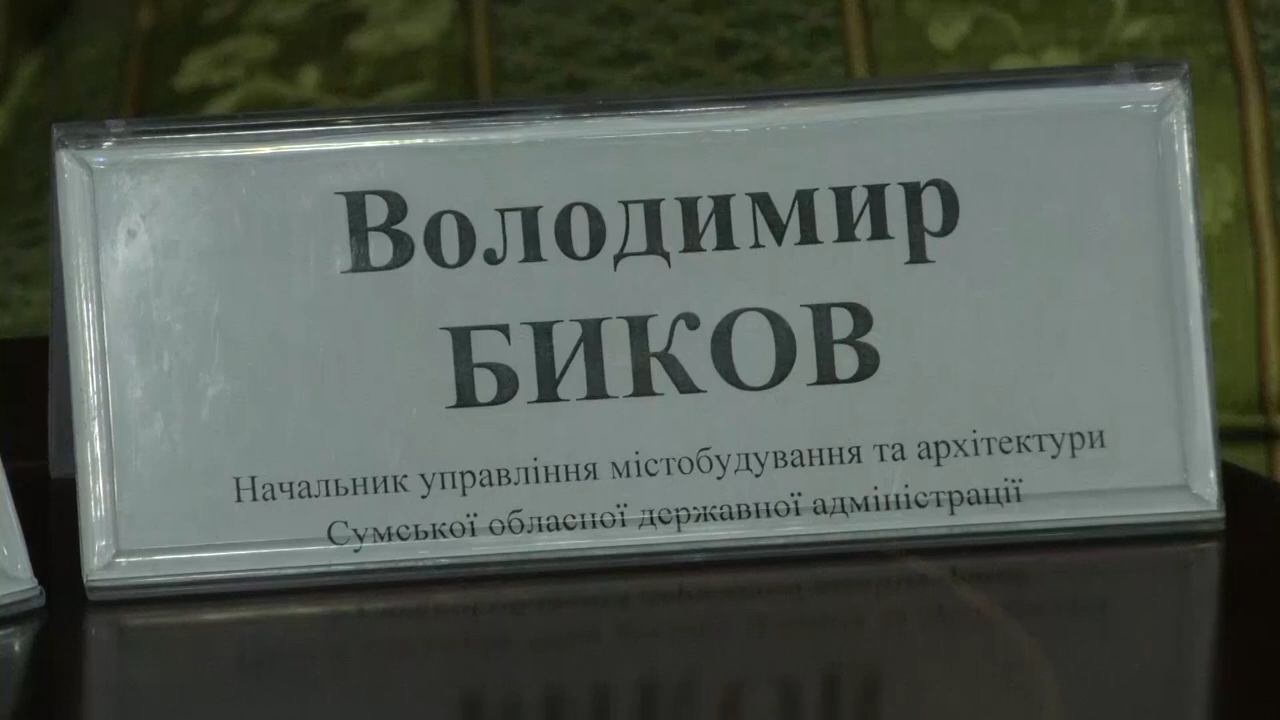 Володимир
БИКОВ
Начальник управління містобудування та архітектури
Сумської обласної державної адміністрації